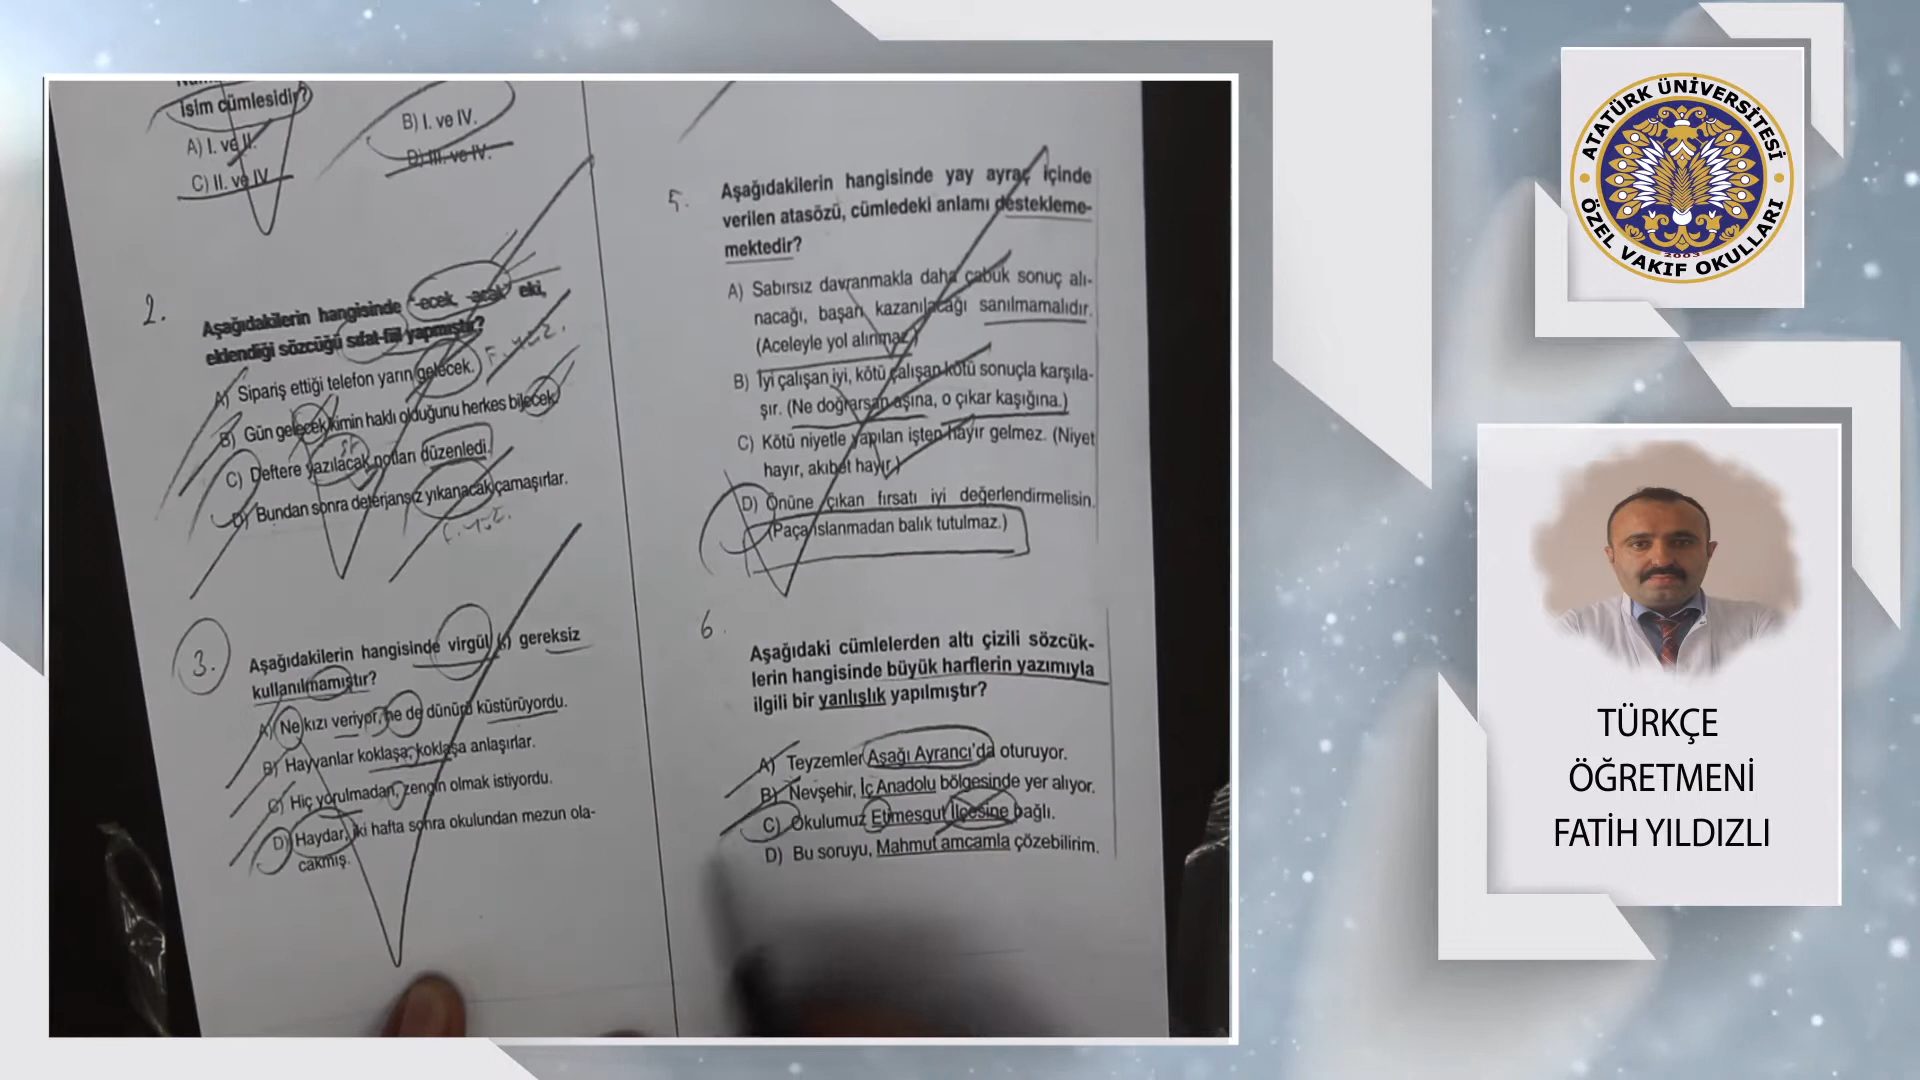 İsim cümlesidir?
A) I. ve II.
B) I. ve IV.
C) II. ve IV
D) III. ve IV.
2.
Aşağıdakilerin hangisinde "-ecek, -acak" eki,
eklendiği sözcüğü sıfat-fiil yapmıştır?
A) Sipariş ettiği telefon yarın gelecek.
B) Gün gelecek kimin haklı olduğunu herkes bilecek.
C) Deftere yazılacak notları düzenledi.
D) Bundan sonra deterjansız yıkanacak çamaşırlar.
3.
Aşağıdakilerin hangisinde virgül (,) gereksiz
kullanılmamıştır?
A) Ne kızı veriyor, ne de dünürü küstürüyordu.
B) Hayvanlar koklaşa, koklaşa anlaşırlar.
C) Hiç yorulmadan, zengin olmak istiyordu.
D) Haydar, iki hafta sonra okulundan mezun ola-
cakmış.
5.
Aşağıdakilerin hangisinde yay ayraç içinde
verilen atasözü, cümledeki anlamı destekleme-
mektedir?
A) Sabırsız davranmakla daha çabuk sonuç alı-
nacağı, başarı kazanılacağı sanılmamalıdır.
(Aceleyle yol alınmaz.)
B) İyi çalışan iyi, kötü çalışan kötü sonuçla karşıla-
şır. (Ne doğrarsan aşına, o çıkar kaşığına.)
C) Kötü niyetle yapılan işten hayır gelmez. (Niyet
hayır, akıbet hayır.)
D) Önüne çıkan fırsatı iyi değerlendirmelisin.
(Paça ıslanmadan balık tutulmaz.)
6.
Aşağıdaki cümlelerden altı çizili sözcük-
lerin hangisinde büyük harflerin yazımıyla
ilgili bir yanlışlık yapılmıştır?
A) Teyzemler Aşağı Ayrancı'da oturuyor.
B) Nevşehir, İç Anadolu bölgesinde yer alıyor.
C) Okulumuz Etimesgut İlçesine bağlı.
D) Bu soruyu, Mahmut amcamla çözebilirim.
ATATÜRK ÜNİVERSİTESİ
ÖZEL VAKIF OKULLARI
2003
TÜRKÇE
ÖĞRETMENİ
FATİH YILDIZLI